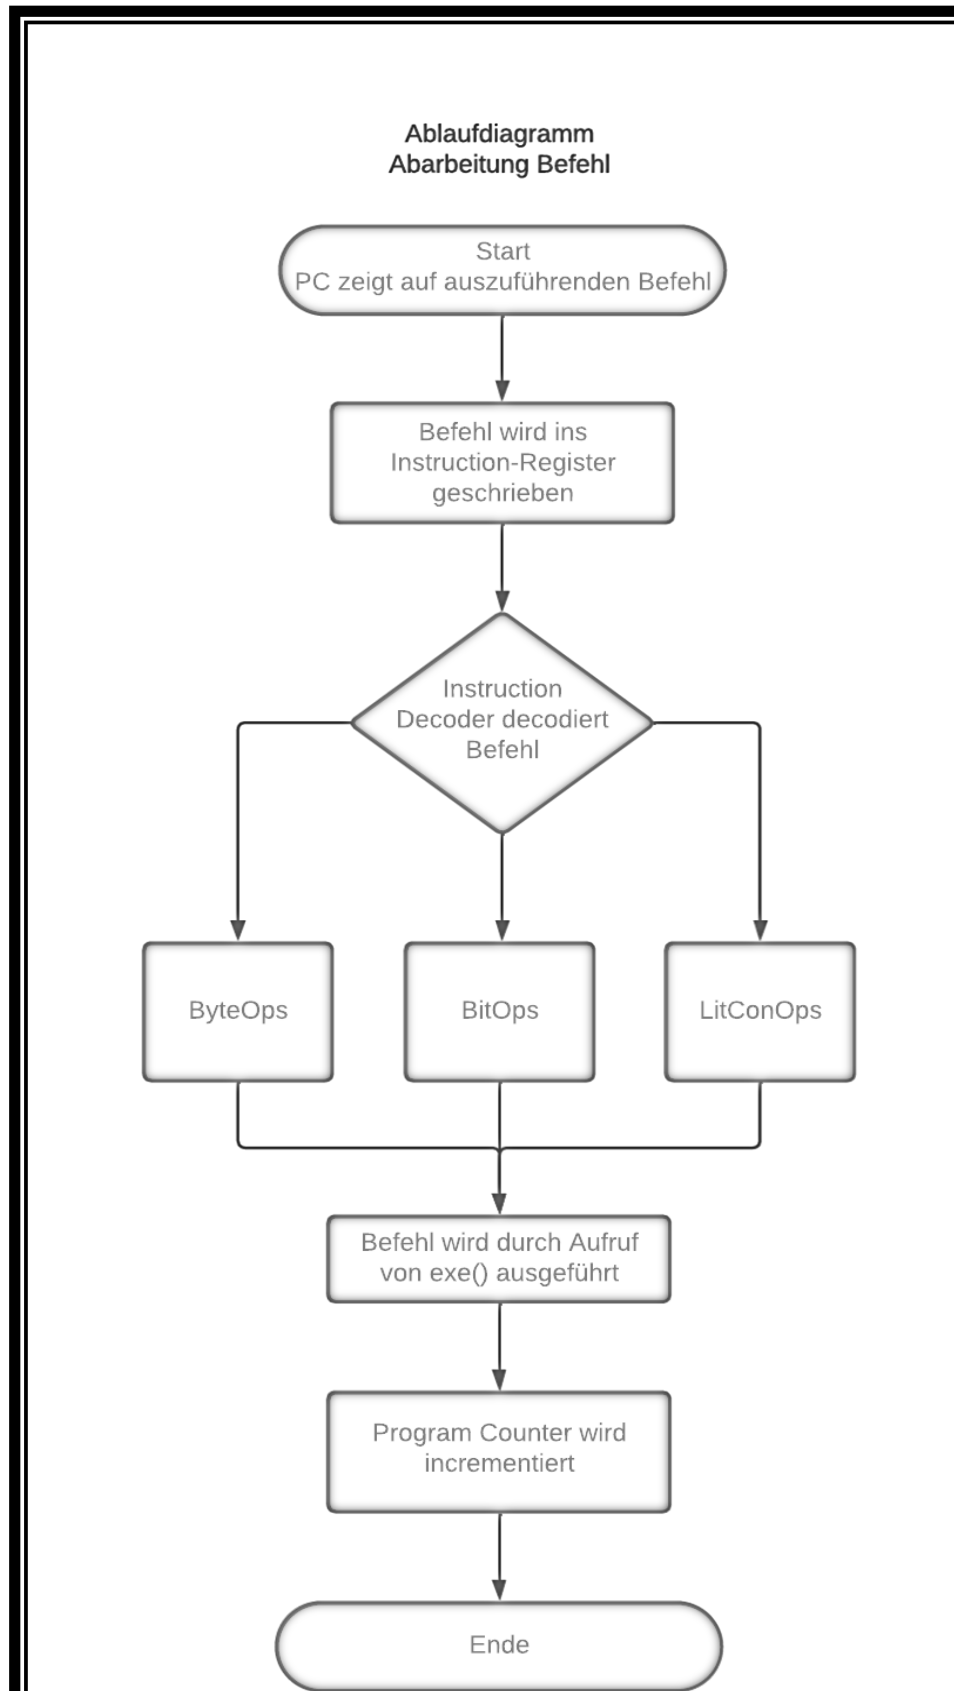 Ablaufdiagramm
Abarbeitung Befehl
Start
PC zeigt auf auszuführenden Befehl
Befehl wird ins
Instruction-Register
geschrieben
Instruction
Decoder decodiert
Befehl
ByteOps
BitOps
LitConOps
Befehl wird durch Aufruf
von exe() ausgeführt
Program Counter wird
incrementiert
Ende